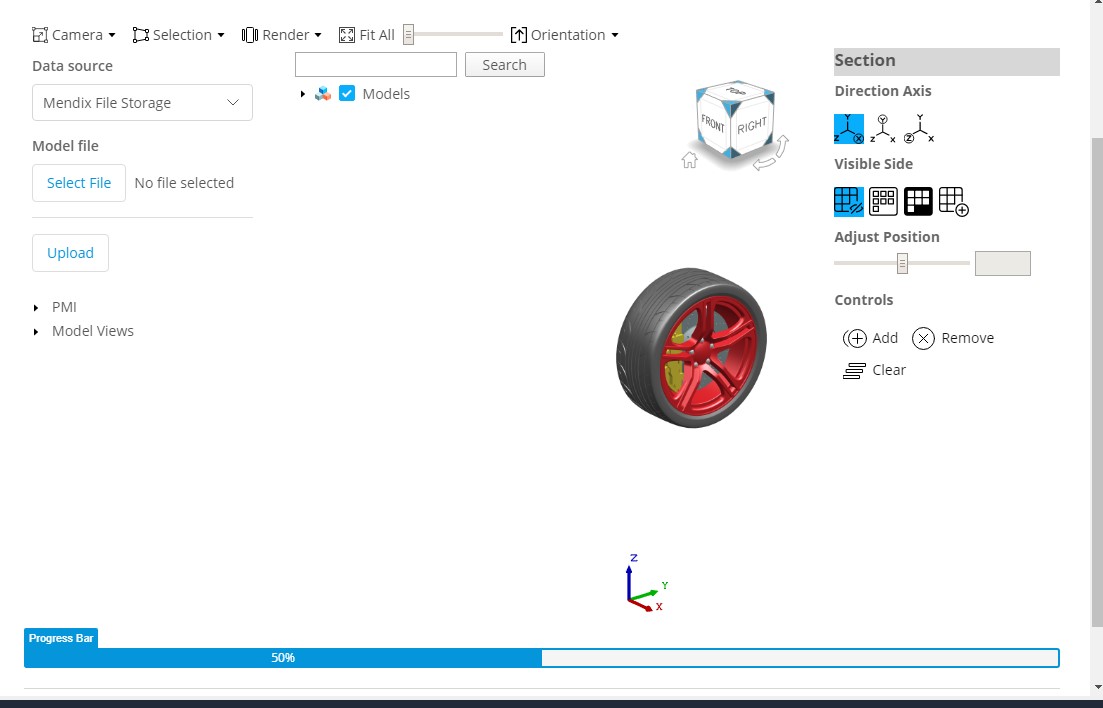 Camera Selection Render Fit All Orientation
Data source
Mendix File Storage
Model file
Select File No file selected
Upload
PMI
Model Views
Search
Models
TOP
FRONT RIGHT
Section
Direction Axis
Y Z X
Y Z X
Y Z X
Visible Side
Adjust Position
Controls
Add Remove
Clear
Z
Y
X
Progress Bar
50%